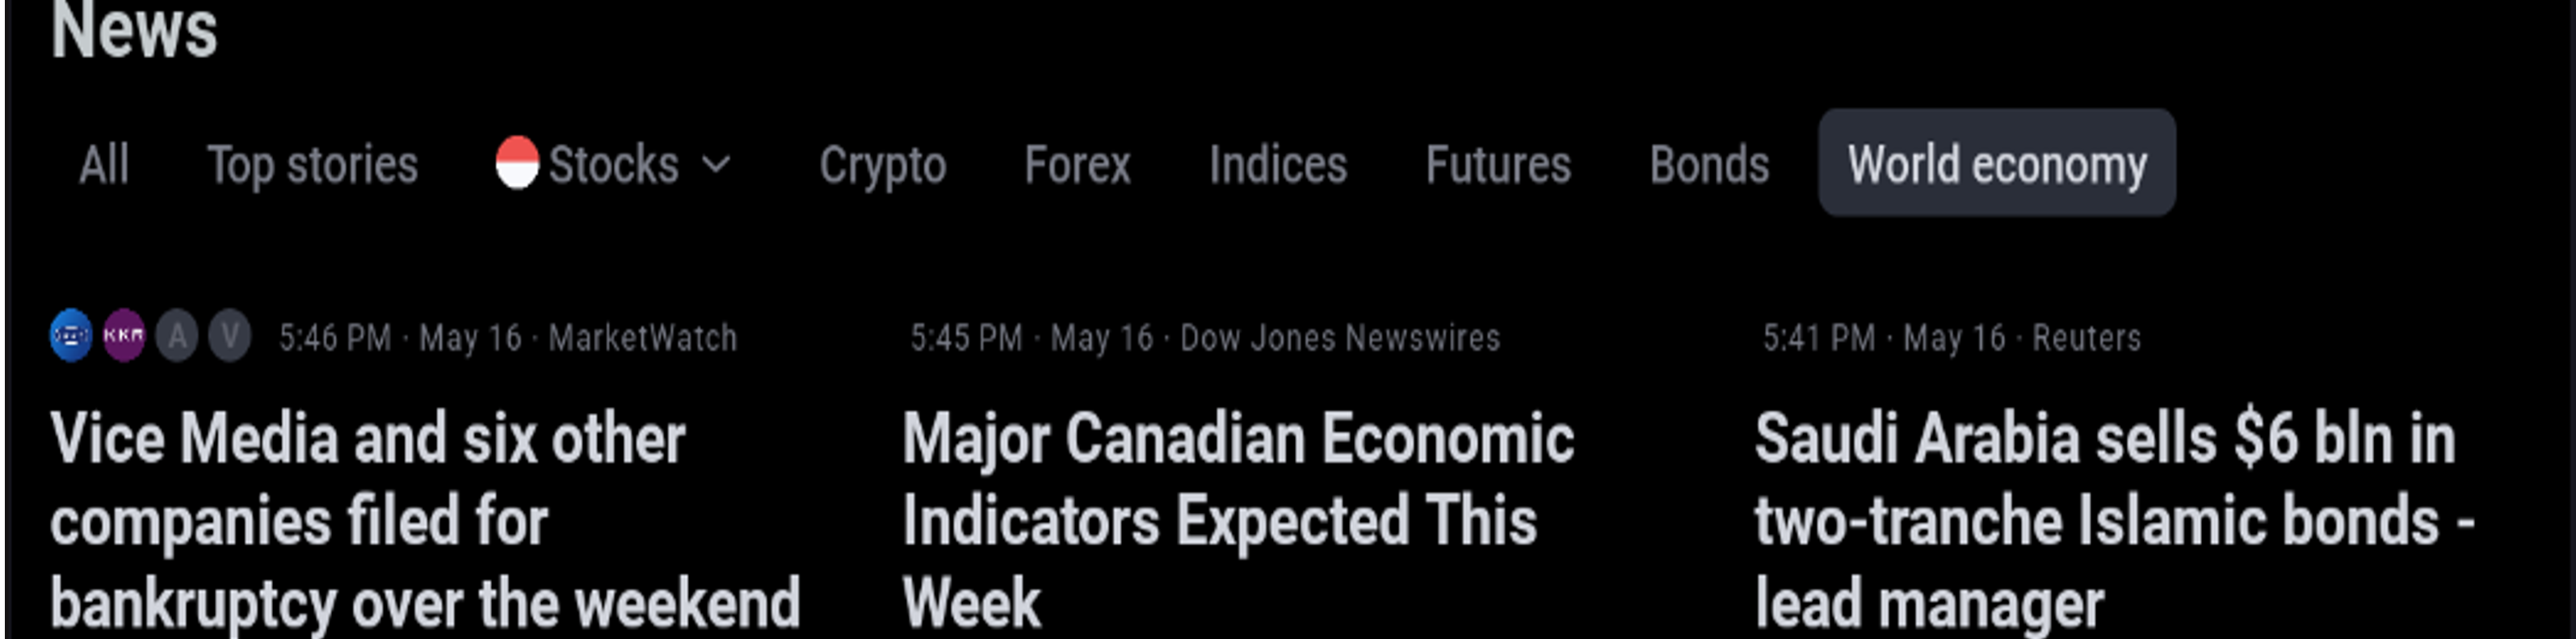 News
All Top stories Stocks Crypto Forex Indices Futures Bonds World economy
KKR A V 5:46 PM · May 16 · MarketWatch
Vice Media and six other
companies filed for
bankruptcy over the weekend
5:45 PM · May 16 · Dow Jones Newswires
Major Canadian Economic
Indicators Expected This
Week
5:41 PM · May 16 · Reuters
Saudi Arabia sells $6 bln in
two-tranche Islamic bonds -
lead manager